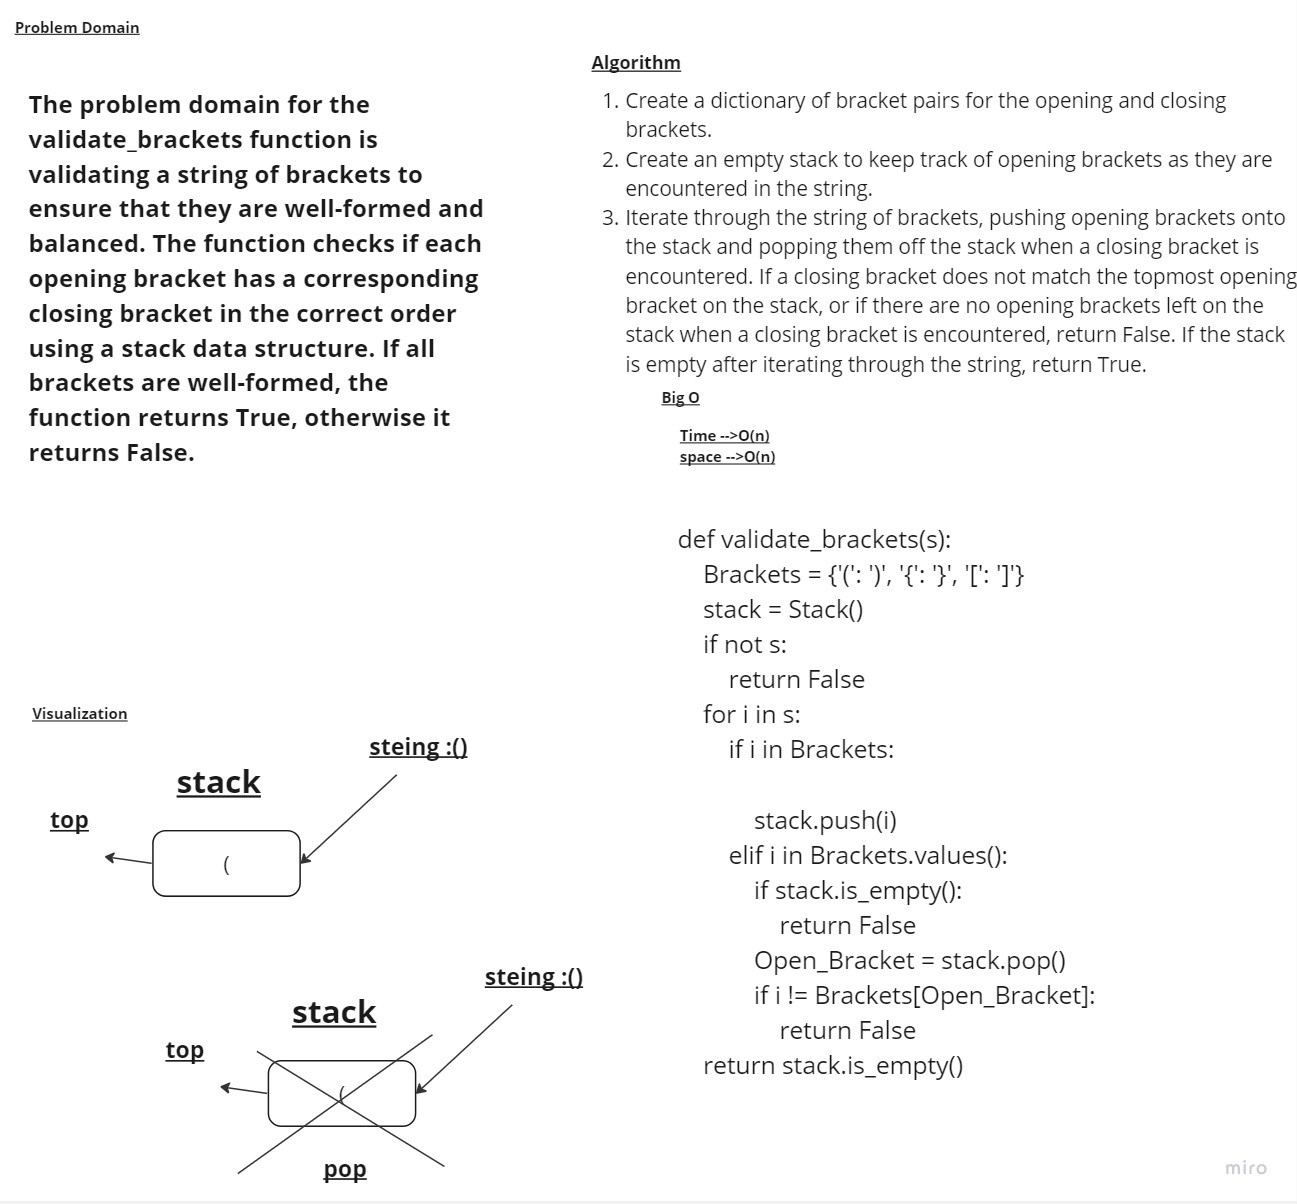 Problem Domain
The problem domain for the
validate_brackets function is
validating a string of brackets to
ensure that they are well-formed and
balanced. The function checks if each
opening bracket has a corresponding
closing bracket in the correct order
using a stack data structure. If all
brackets are well-formed, the
function returns True, otherwise it
returns False.
Algorithm
1. Create a dictionary of bracket pairs for the opening and closing
brackets.
2. Create an empty stack to keep track of opening brackets as they are
encountered in the string.
3. Iterate through the string of brackets, pushing opening brackets onto
the stack and popping them off the stack when a closing bracket is
encountered. If a closing bracket does not match the topmost opening
bracket on the stack, or if there are no opening brackets left on the
stack when a closing bracket is encountered, return False. If the stack
is empty after iterating through the string, return True.
Big O
Time -->O(n)
space -->O(n)
def validate_brackets(s):
Brackets = {'(': ')', '{': '}', '[': ']'}
stack = Stack()
if not s:
return False
for i in s:
if i in Brackets:
stack.push(i)
elif i in Brackets.values():
if stack.is_empty():
return False
Open_Bracket = stack.pop()
if i != Brackets[Open_Bracket]:
return False
return stack.is_empty()
Visualization
steing :()
stack
top
(
steing :()
stack
top
(
pop
miro